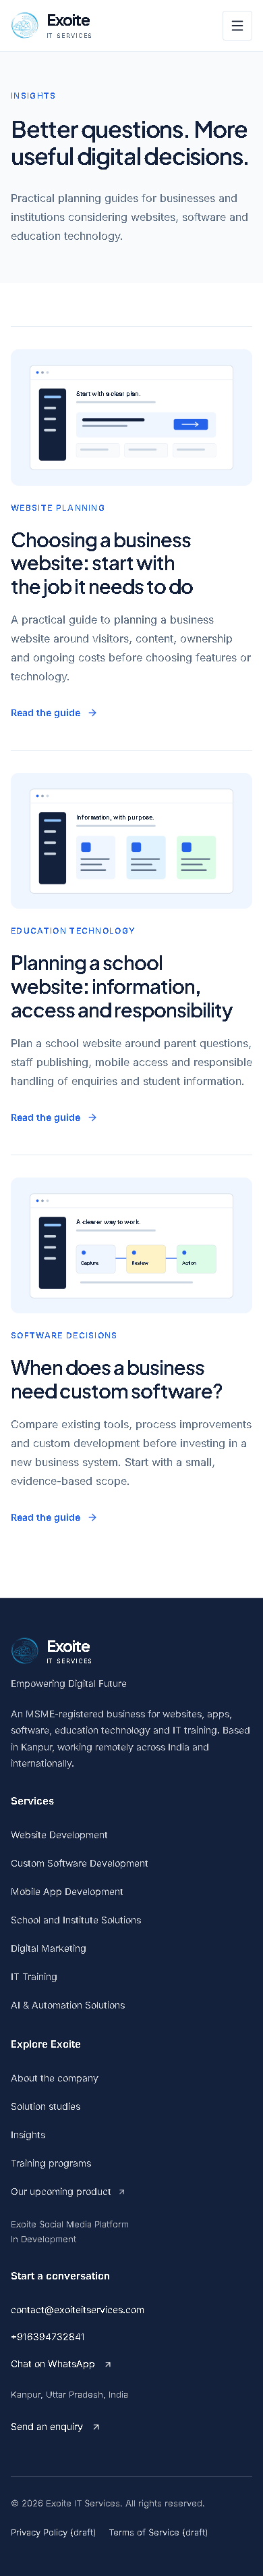 Exoite
IT SERVICES
INSIGHTS
Better questions. More
useful digital decisions.
Practical planning guides for businesses and
institutions considering websites, software and
education technology.
Start with a clear plan.
WEBSITE PLANNING
Choosing a business
website: start with
the job it needs to do
A practical guide to planning a business
website around visitors, content, ownership
and ongoing costs before choosing features or
technology.
Read the guide →
Information, with purpose.
EDUCATION TECHNOLOGY
Planning a school
website: information,
access and responsibility
Plan a school website around parent questions,
staff publishing, mobile access and responsible
handling of enquiries and student information.
Read the guide →
A clearer way to work.
Capture Review Action
SOFTWARE DECISIONS
When does a business
need custom software?
Compare existing tools, process improvements
and custom development before investing in a
new business system. Start with a small,
evidence-based scope.
Read the guide →
Exoite
IT SERVICES
Empowering Digital Future
An MSME-registered business for websites, apps,
software, education technology and IT training. Based
in Kanpur, working remotely across India and
internationally.
Services
Website Development
Custom Software Development
Mobile App Development
School and Institute Solutions
Digital Marketing
IT Training
AI & Automation Solutions
Explore Exoite
About the company
Solution studies
Insights
Training programs
Our upcoming product ↗
Exoite Social Media Platform
In Development
Start a conversation
contact@exoiteitservices.com
+916394732841
Chat on WhatsApp ↗
Kanpur, Uttar Pradesh, India
Send an enquiry ↗
© 2026 Exoite IT Services. All rights reserved.
Privacy Policy (draft) Terms of Service (draft)